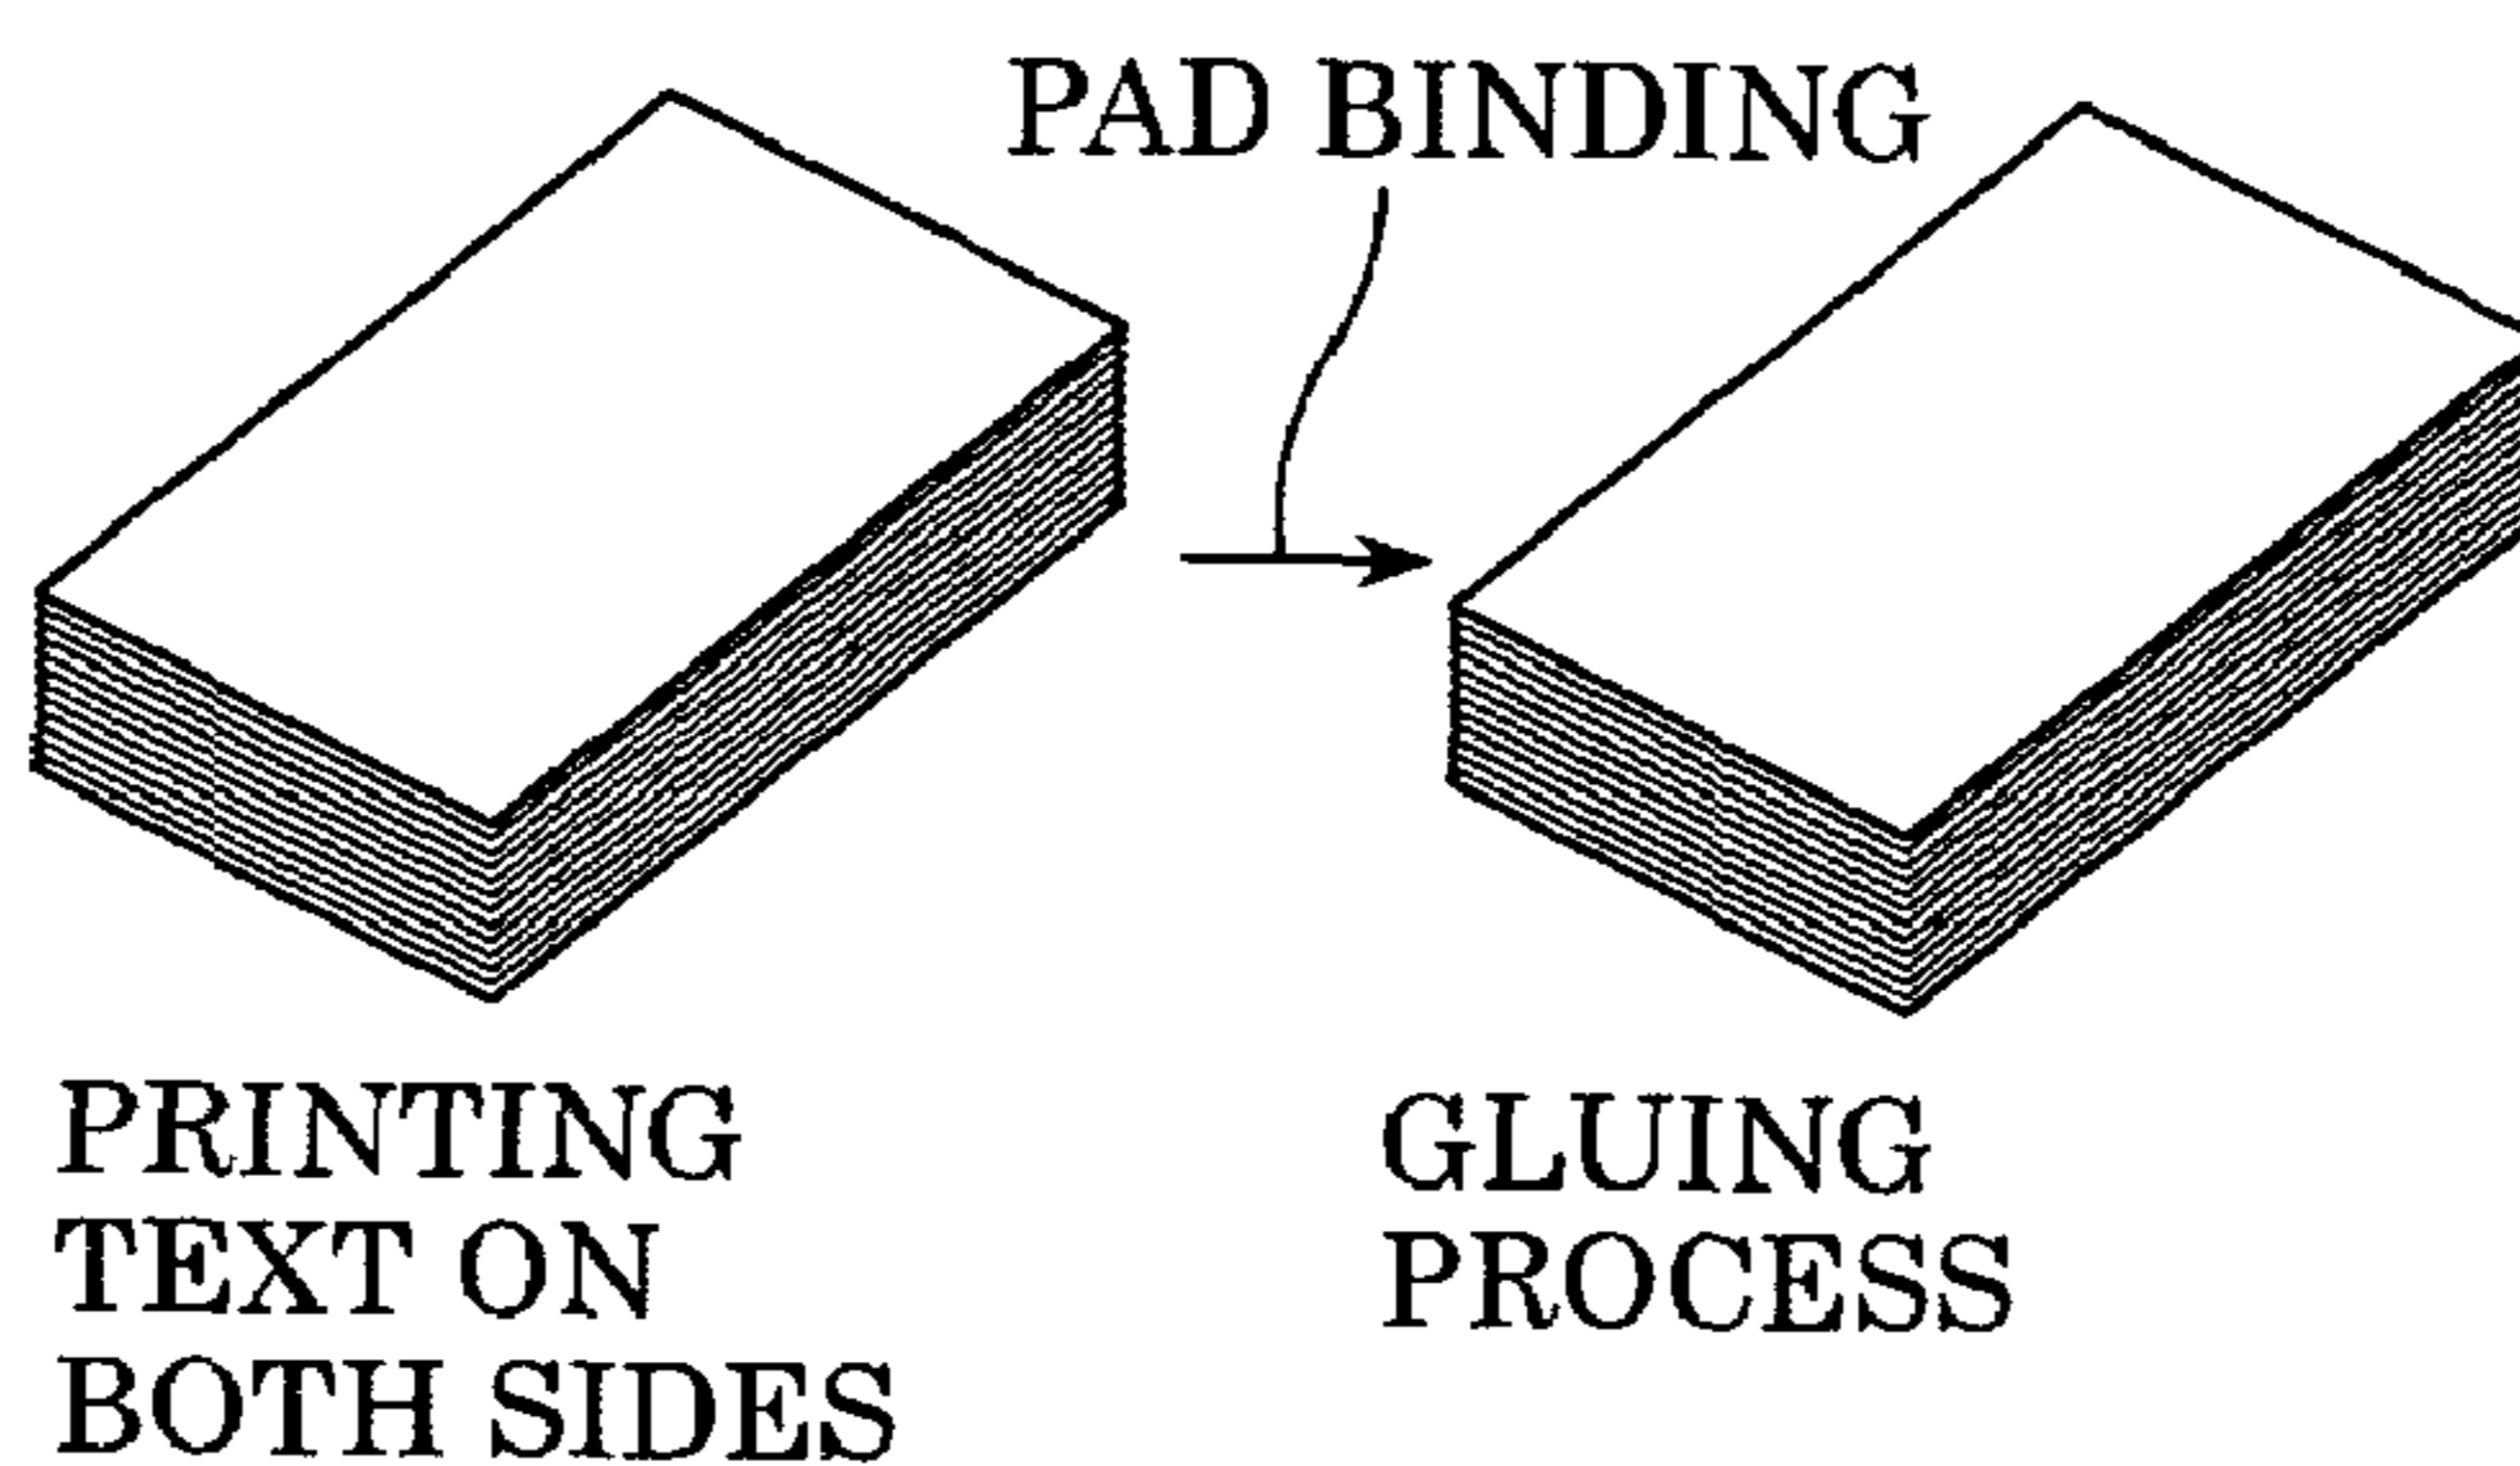 PAD BINDING
PRINTING
TEXT ON
BOTH SIDES
GLUING
PROCESS